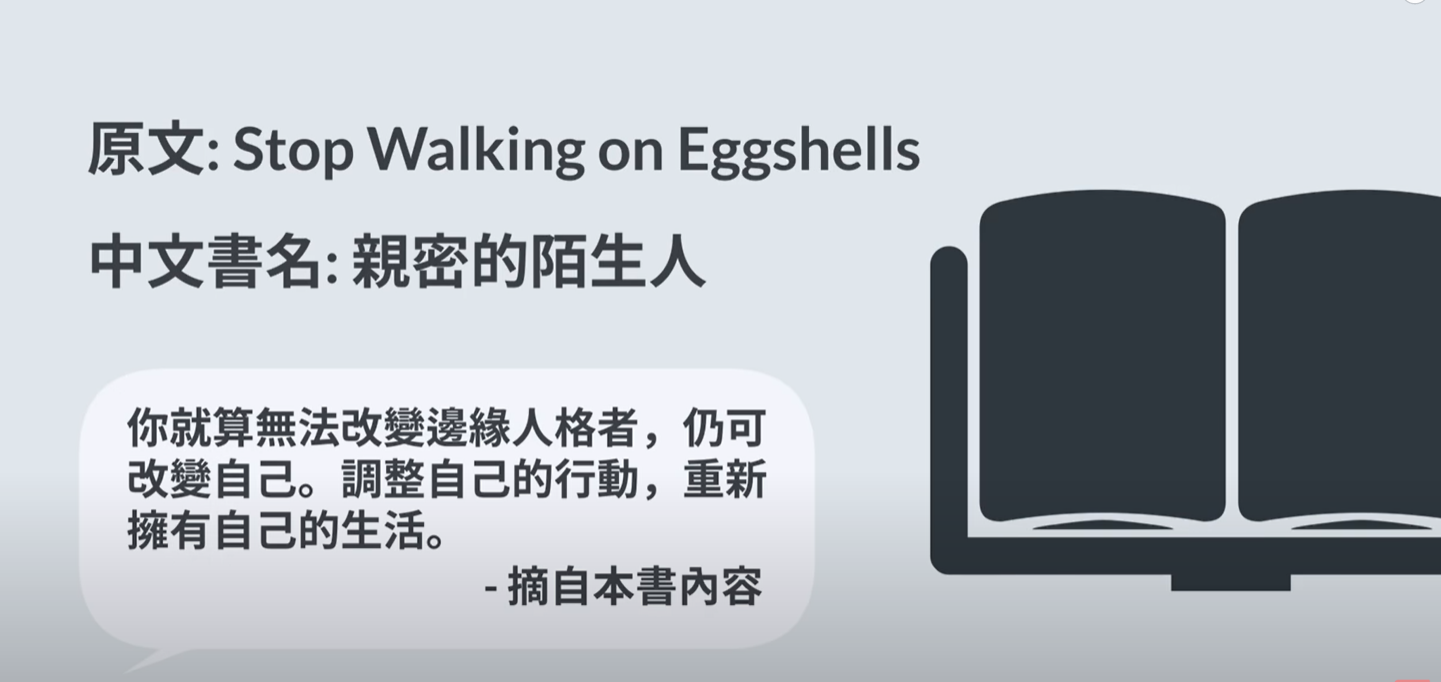 原文: Stop Walking on Eggshells
中文書名: 親密的陌生人
你就算無法改變邊緣人格者，仍可
改變自己。調整自己的行動，重新
擁有自己的生活。
- 摘自本書內容